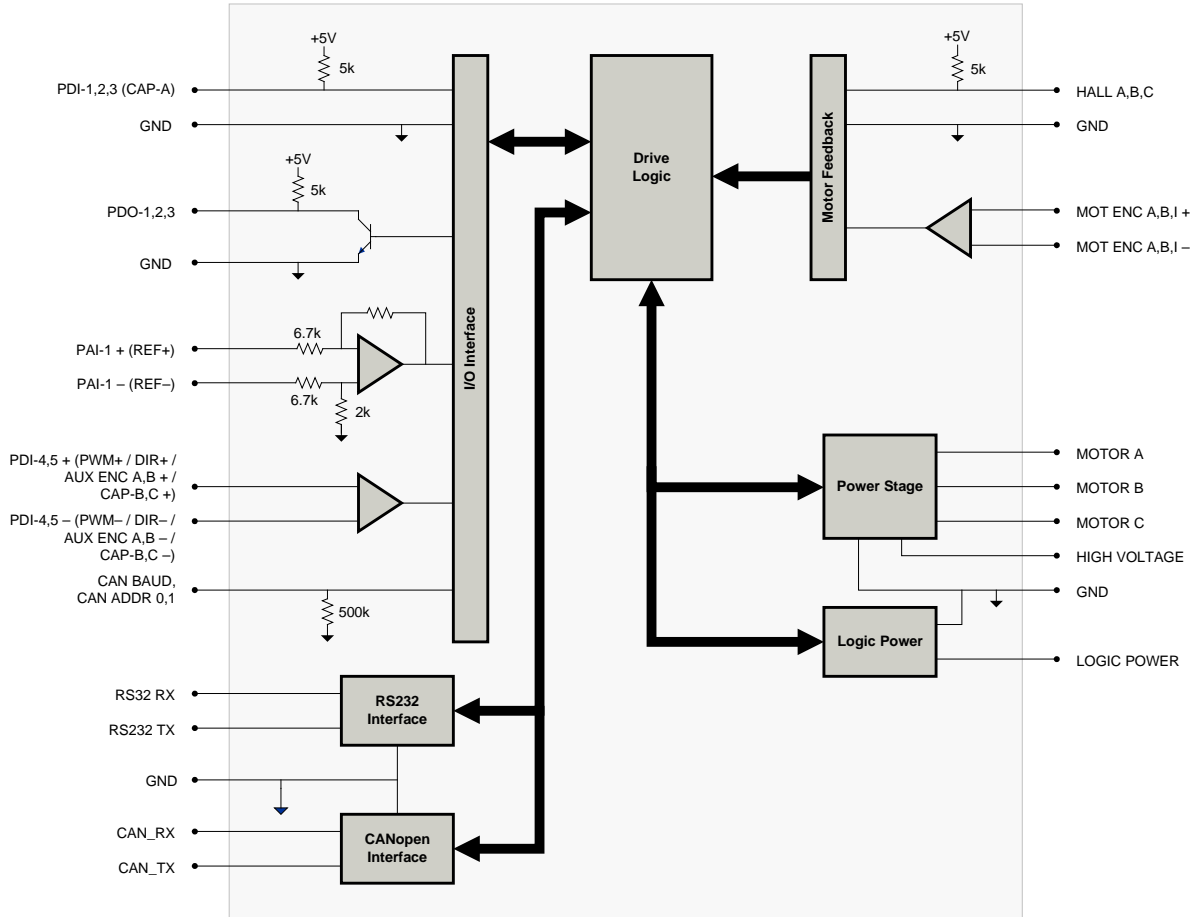 +5V
5k
PDI-1,2,3 (CAP-A)
GND
+5V
5k
PDO-1,2,3
GND
6.7k
PAI-1 + (REF+)
PAI-1 – (REF–)
6.7k
2k
PDI-4,5 + (PWM+ / DIR+ /
AUX ENC A,B + /
CAP-B,C +)
PDI-4,5 – (PWM– / DIR– /
AUX ENC A,B – /
CAP-B,C –)
CAN BAUD,
CAN ADDR 0,1
500k
I/O Interface
RS32 RX
RS232 TX
RS232
Interface
GND
CAN_RX
CAN_TX
CANopen
Interface
Drive
Logic
Motor Feedback
+5V
5k
HALL A,B,C
GND
MOT ENC A,B,I +
MOT ENC A,B,I –
Power Stage
MOTOR A
MOTOR B
MOTOR C
HIGH VOLTAGE
GND
Logic Power
LOGIC POWER